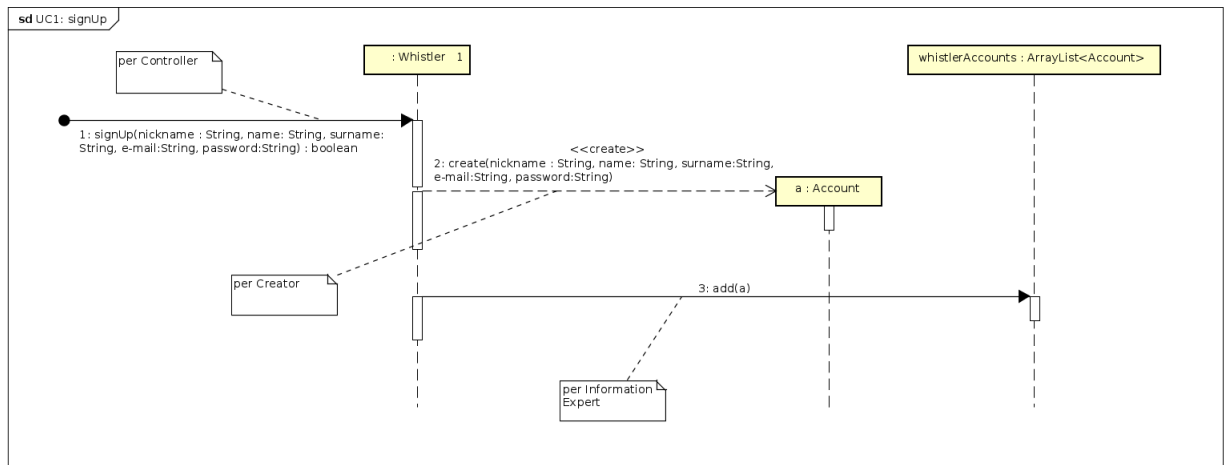 sd UC1: signUp
per Controller
: Whistler 1
whistlerAccounts : ArrayList<Account>
1: signUp(nickname : String, name: String, surname:
String, e-mail:String, password:String) : boolean
<<create>>
2: create(nickname : String, name: String, surname:String,
e-mail:String, password:String)
a : Account
per Creator
3: add(a)
per Information
Expert